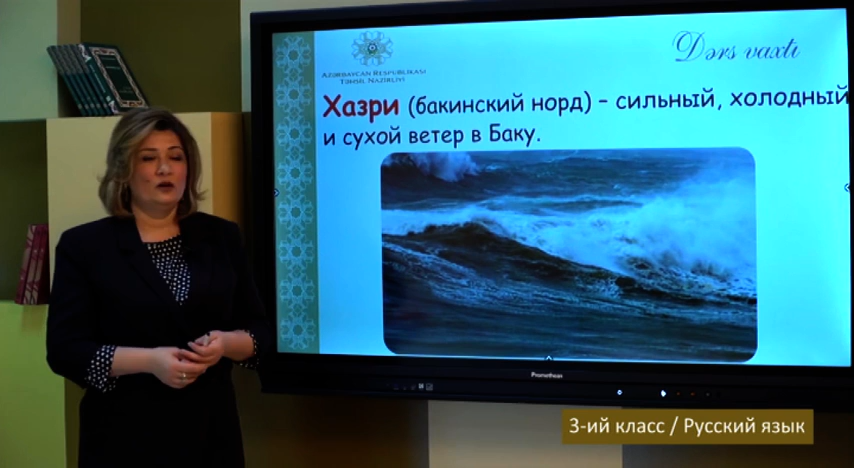 Dərs vaxtı
AZƏRBAYCAN RESPUBLİKASI
TƏHSİL NAZİRLİYİ
Хазри (бакинский норд) – сильный, холодный
и сухой ветер в Баку.
Promethean
3-ий класс / Русский язык